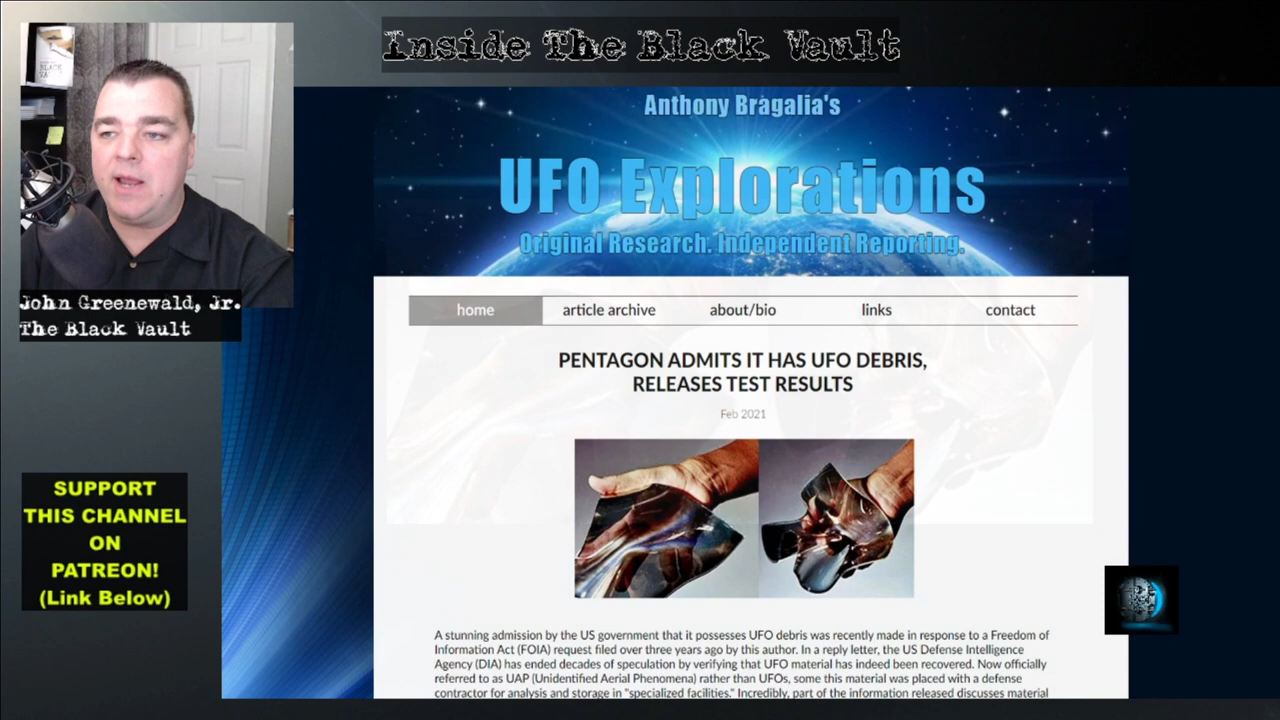 Inside The Black Vault
BLACK
John Greenewald, Jr.
The Black Vault
SUPPORT
THIS CHANNEL
ON
PATREON!
(Link Below)
Anthony Bragalia's
UFO Explorations
Original Research. Independent Reporting.
home article archive about/bio links contact
PENTAGON ADMITS IT HAS UFO DEBRIS,
RELEASES TEST RESULTS
Feb 2021
A stunning admission by the US government that it possesses UFO debris was recently made in response to a Freedom of
Information Act (FOIA) request filed over three years ago by this author. In a reply letter, the US Defense Intelligence
Agency (DIA) has ended decades of speculation by verifying that UFO material has indeed been recovered. Now officially
referred to as UAP (Unidentified Aerial Phenomena) rather than UFOs, some this material was placed with a defense
contractor for analysis and storage in "specialized facilities." Incredibly, part of the information released discusses material